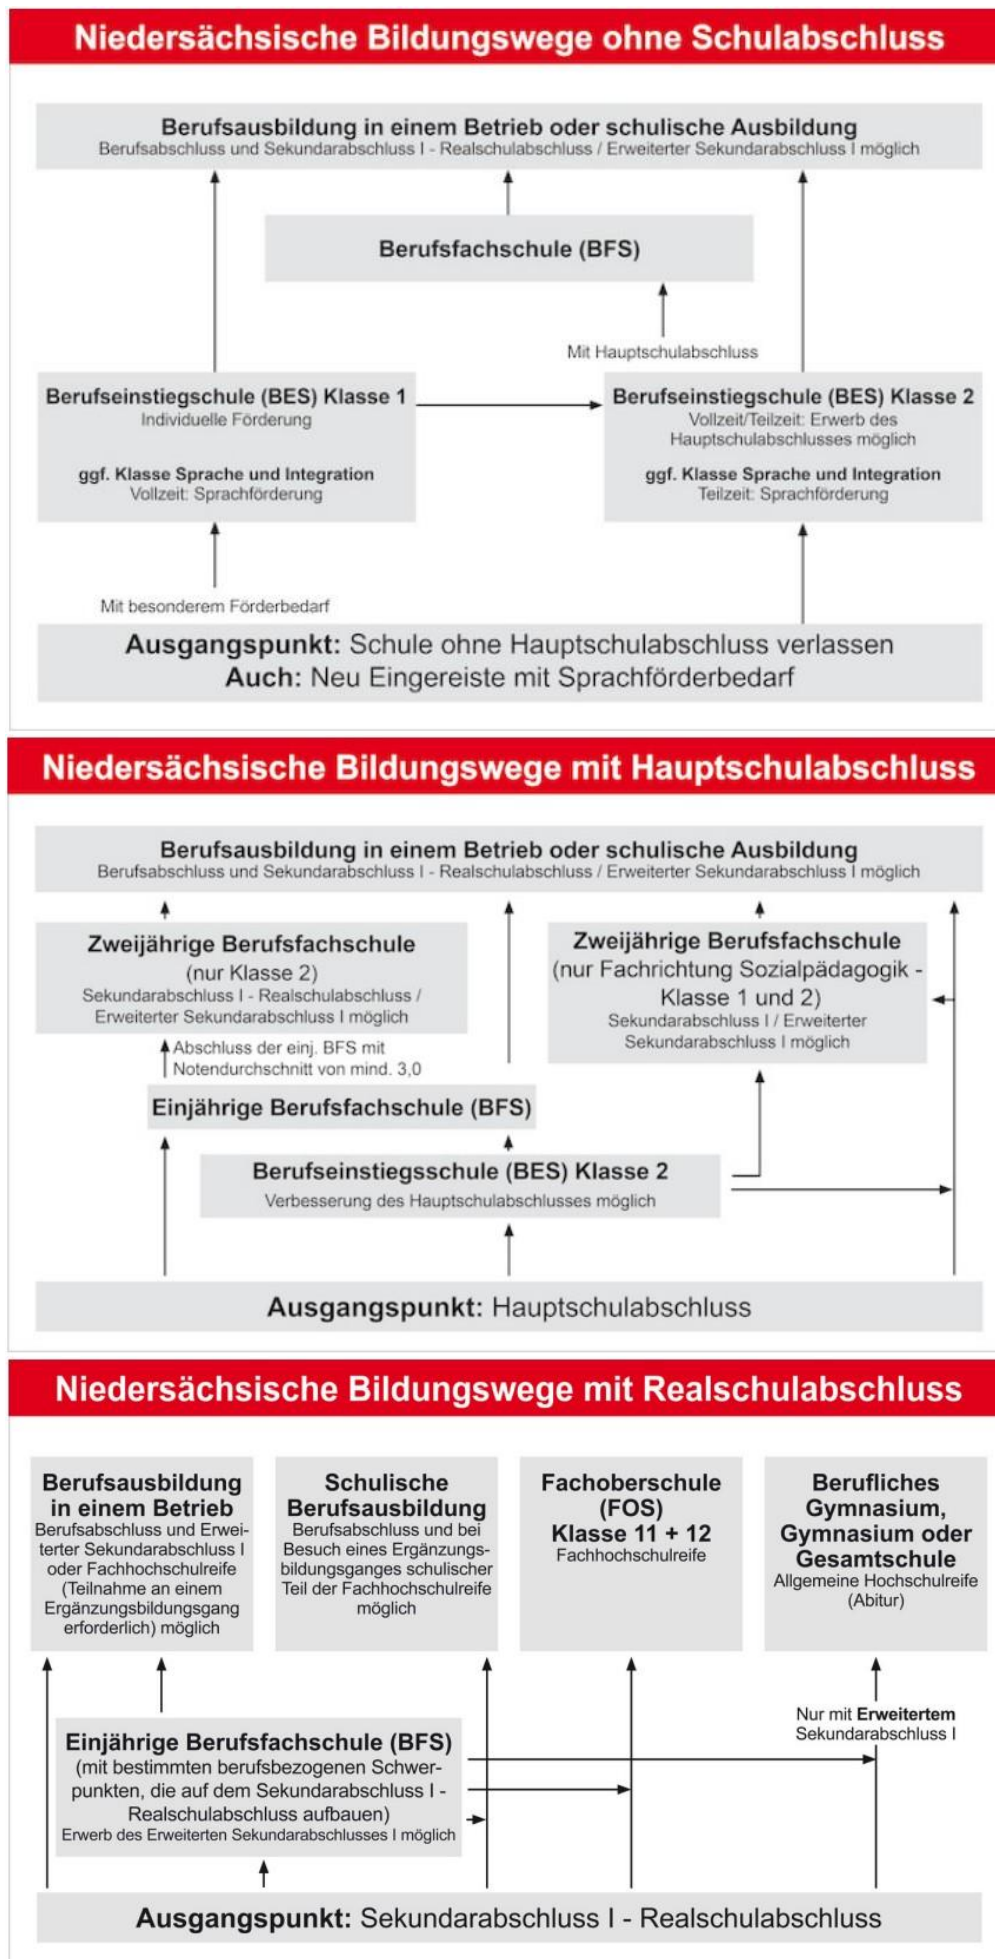 Niedersächsische Bildungswege ohne Schulabschluss
Berufsausbildung in einem Betrieb oder schulische Ausbildung
Berufsabschluss und Sekundarabschluss I - Realschulabschluss / Erweiterter Sekundarabschluss I möglich
Berufsfachschule (BFS)
Mit Hauptschulabschluss
Berufseinstiegschule (BES) Klasse 1
Individuelle Förderung
ggf. Klasse Sprache und Integration
Vollzeit: Sprachförderung
Berufseinstiegschule (BES) Klasse 2
Vollzeit/Teilzeit: Erwerb des
Hauptschulabschlusses möglich
ggf. Klasse Sprache und Integration
Teilzeit: Sprachförderung
Mit besonderem Förderbedarf
Ausgangspunkt: Schule ohne Hauptschulabschluss verlassen
Auch: Neu Eingereiste mit Sprachförderbedarf
Niedersächsische Bildungswege mit Hauptschulabschluss
Berufsausbildung in einem Betrieb oder schulische Ausbildung
Berufsabschluss und Sekundarabschluss I - Realschulabschluss / Erweiterter Sekundarabschluss I möglich
Zweijährige Berufsfachschule
(nur Klasse 2)
Sekundarabschluss I - Realschulabschluss /
Erweiterter Sekundarabschluss I möglich
Zweijährige Berufsfachschule
(nur Fachrichtung Sozialpädagogik -
Klasse 1 und 2)
Sekundarabschluss I / Erweiterter
Sekundarabschluss I möglich
Abschluss der einj. BFS mit
Notendurchschnitt von mind. 3,0
Einjährige Berufsfachschule (BFS)
Berufseinstiegsschule (BES) Klasse 2
Verbesserung des Hauptschulabschlusses möglich
Ausgangspunkt: Hauptschulabschluss
Niedersächsische Bildungswege mit Realschulabschluss
Berufsausbildung
in einem Betrieb
Berufsabschluss und Erwei-
terter Sekundarabschluss I
oder Fachhochschulreife
(Teilnahme an einem
Ergänzungsbildungsgang
erforderlich) möglich
Schulische
Berufsausbildung
Berufsabschluss und bei
Besuch eines Ergänzungs-
bildungsganges schulischer
Teil der Fachhochschulreife
möglich
Fachoberschule
(FOS)
Klasse 11 + 12
Fachhochschulreife
Berufliches
Gymnasium,
Gymnasium oder
Gesamtschule
Allgemeine Hochschulreife
(Abitur)
Nur mit Erweitertem
Sekundarabschluss I
Einjährige Berufsfachschule (BFS)
(mit bestimmten berufsbezogenen Schwer-
punkten, die auf dem Sekundarabschluss I -
Realschulabschluss aufbauen)
Erwerb des Erweiterten Sekundarabschlusses I möglich
Ausgangspunkt: Sekundarabschluss I - Realschulabschluss